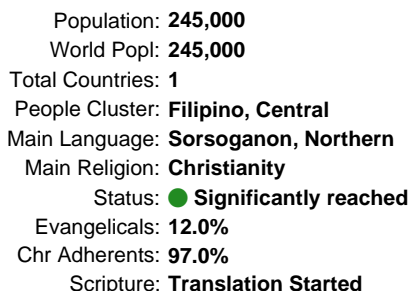 Population: 245,000
World Popl: 245,000
Total Countries: 1
People Cluster: Filipino, Central
Main Language: Sorsoganon, Northern
Main Religion: Christianity
Status: Significantly reached
Evangelicals: 12.0%
Chr Adherents: 97.0%
Scripture: Translation Started